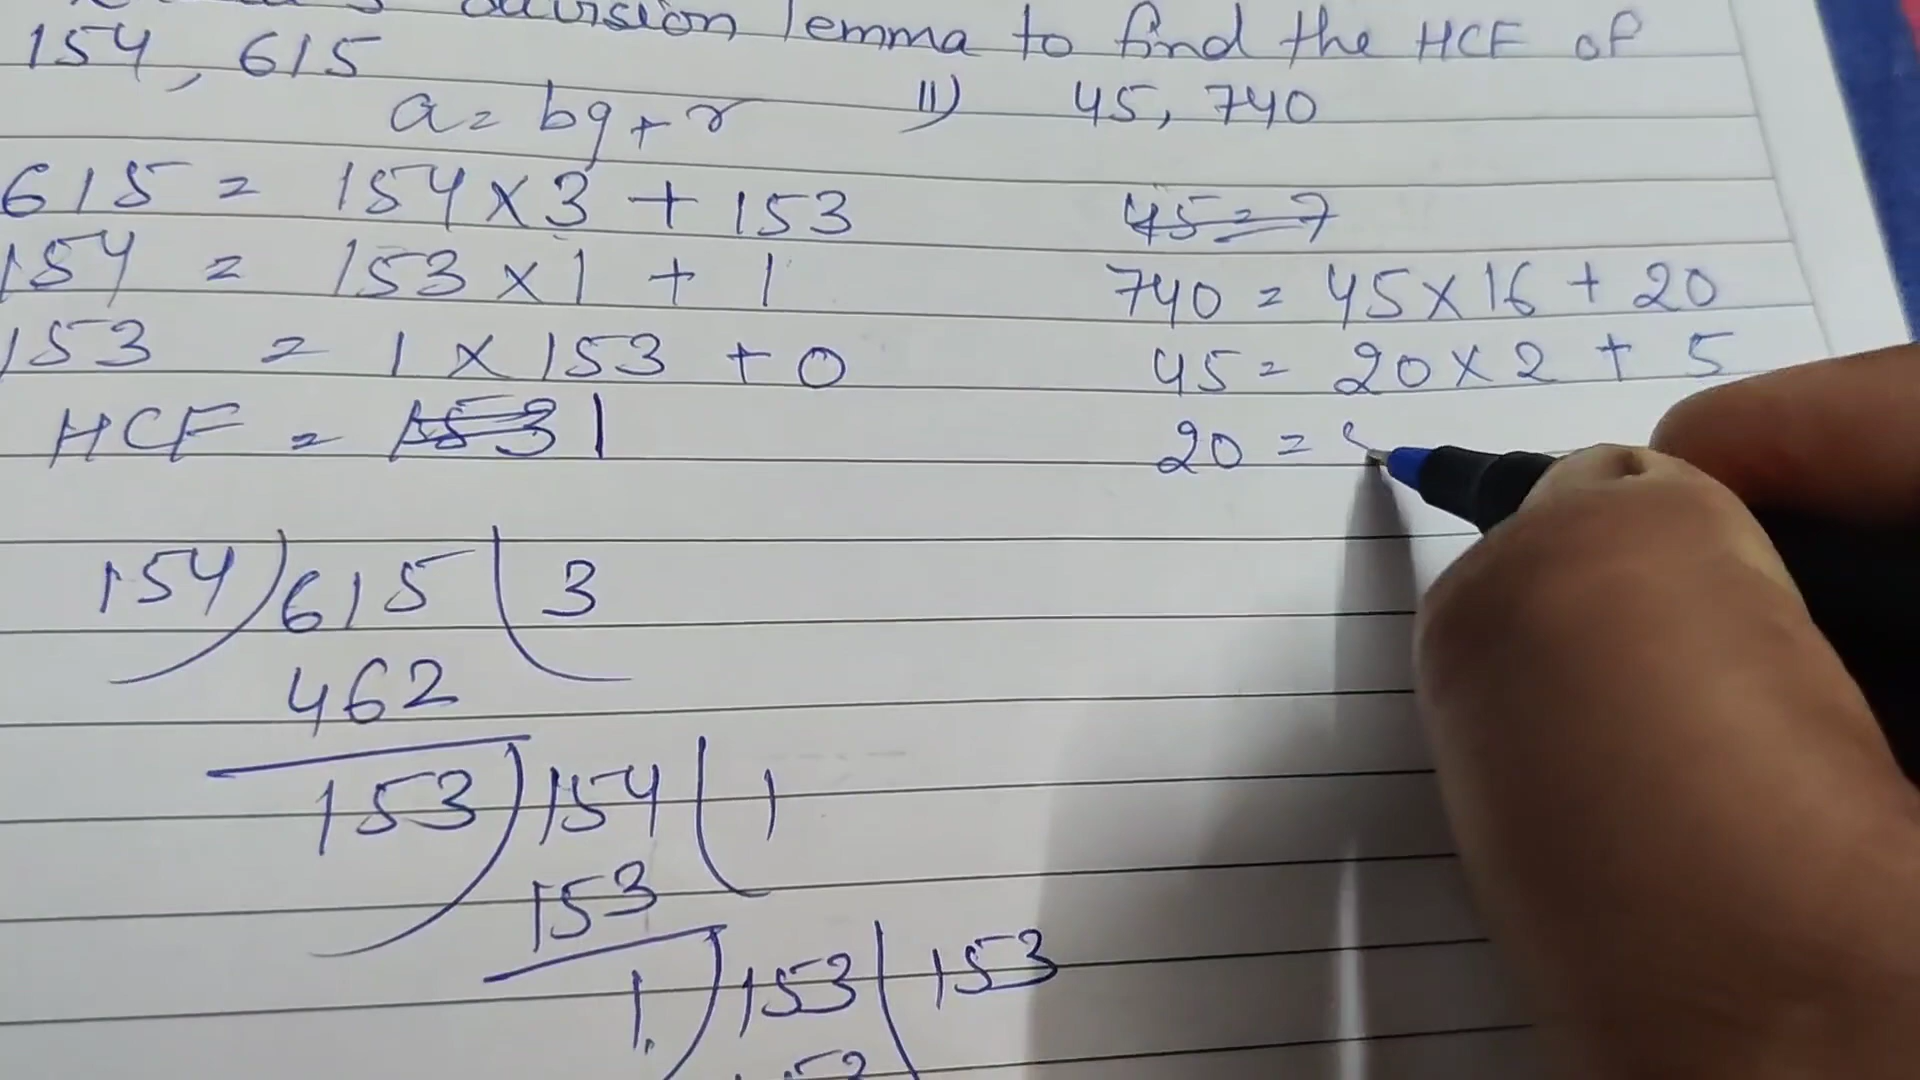 division lemma to find the HCF of
154, 615
a = bq + r
615 = 154 × 3 + 153
154 = 153 × 1 + 1
153 = 1 × 153 + 0
HCF = 153 1
154 ) 615 ( 3
462
153 ) 154 ( 1
153
1. ) 153 ( 153
II) 45, 740
45 = 7
740 = 45 × 16 + 20
45 = 20 × 2 + 5
20 =